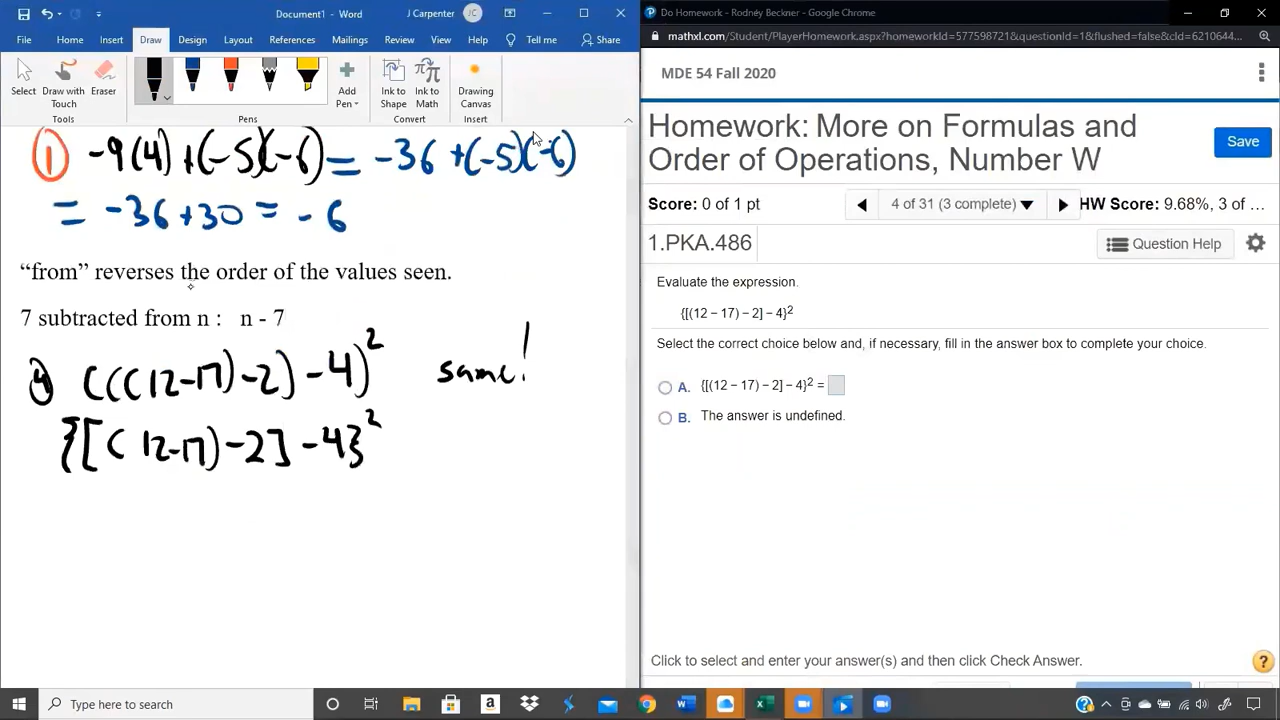 Document1 - Word
J Carpenter
JC
File
Home
Insert
Draw
Design
Layout
References
Mailings
Review
View
Help
Tell me
Share
Select
Draw with
Touch
Eraser
Add
Pen
Ink to
Shape
Ink to
Math
Drawing
Canvas
Tools
Pens
Convert
Insert
① -9(4) + (-5)(-6) = -36 + (-5)(-6)
= -36 + 30 = -6
“from” reverses the order of the values seen.
7 subtracted from n : n - 7
④ (((12-17)-2)-4)² same!
{[(12-17)-2]-4}²
Do Homework - Rodney Beckner - Google Chrome
mathxl.com/Student/PlayerHomework.aspx?homeworkId=577598721&questionId=1&flushed=false&cId=6210644...
MDE 54 Fall 2020
Homework: More on Formulas and
Order of Operations, Number W
Save
Score: 0 of 1 pt
4 of 31 (3 complete)
HW Score: 9.68%, 3 of ...
1.PKA.486
Question Help
Evaluate the expression.
{[(12 − 17) − 2] − 4}²
Select the correct choice below and, if necessary, fill in the answer box to complete your choice.
A. {[(12 − 17) − 2] − 4}² =
B. The answer is undefined.
Click to select and enter your answer(s) and then click Check Answer.
?
Type here to search